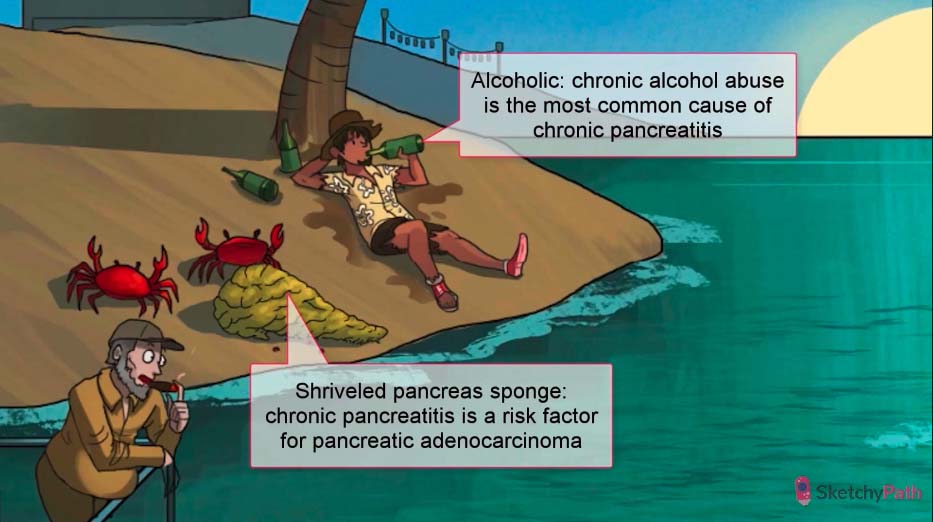 Alcoholic: chronic alcohol abuse
is the most common cause of
chronic pancreatitis
Shriveled pancreas sponge:
chronic pancreatitis is a risk factor
for pancreatic adenocarcinoma
SketchyPath